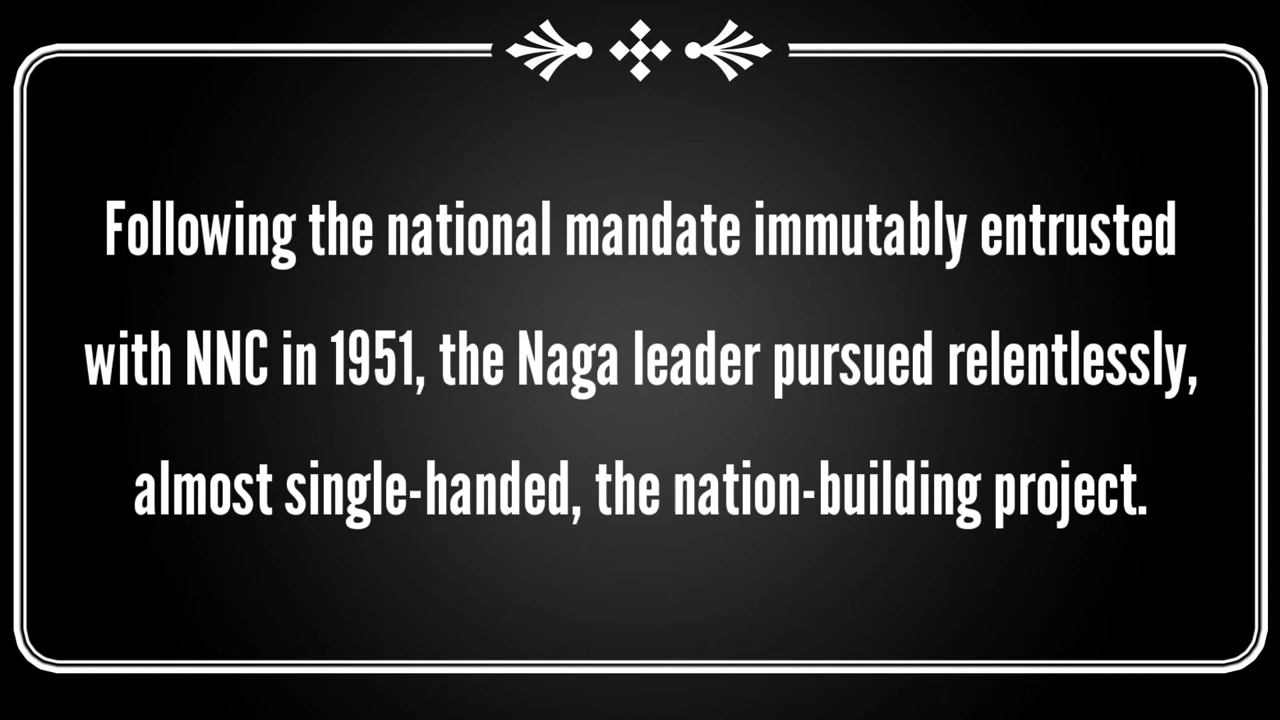 Following the national mandate immutably entrusted
with NNC in 1951, the Naga leader pursued relentlessly,
almost single-handed, the nation-building project.